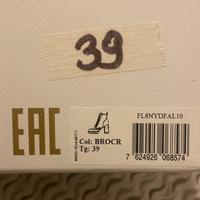 39
EAC
FL8NYDFAL10
Col: BROCR
Tg: 39
7 624926 068574